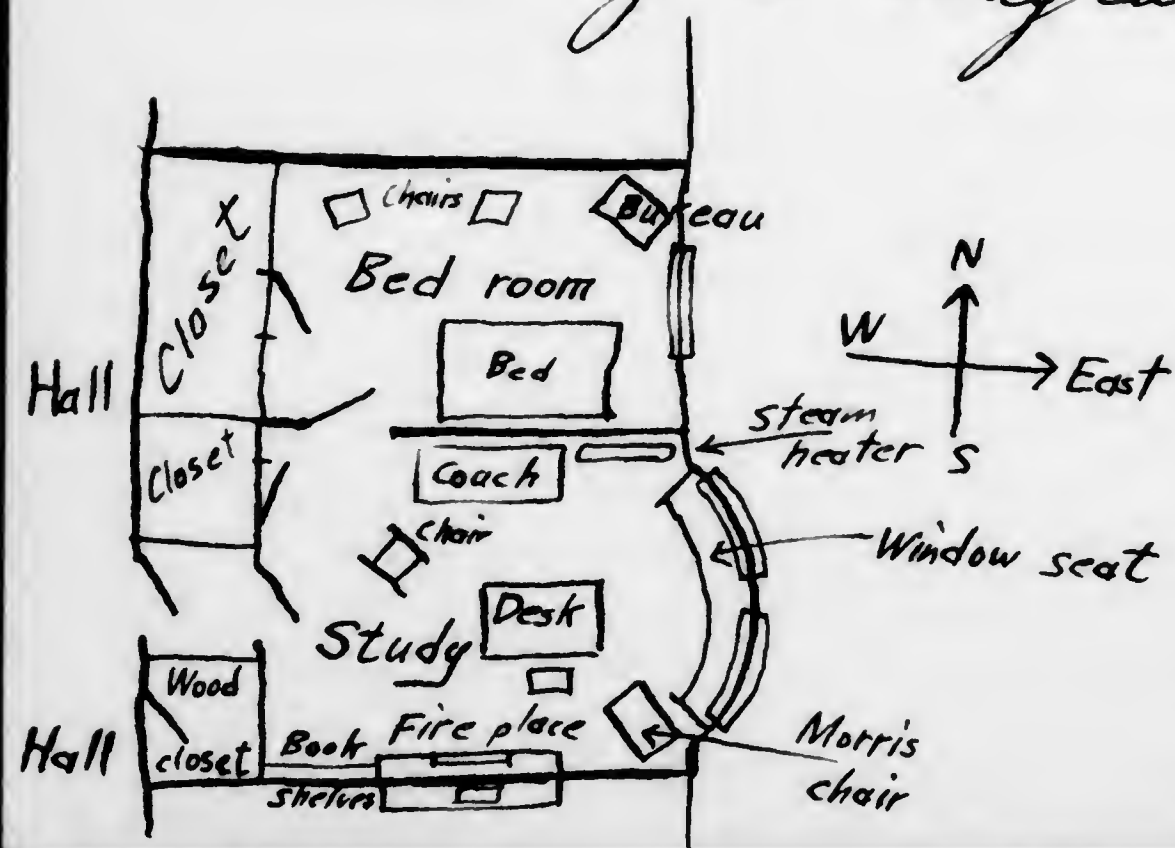 Chairs
Bureau
Closet
Bed room
N
W
East
S
Bed
Hall
steam
heater
Closet
Coach
Chair
Window seat
Desk
Study
Wood
closet
Fire place
Hall
Book
shelves
Morris
chair